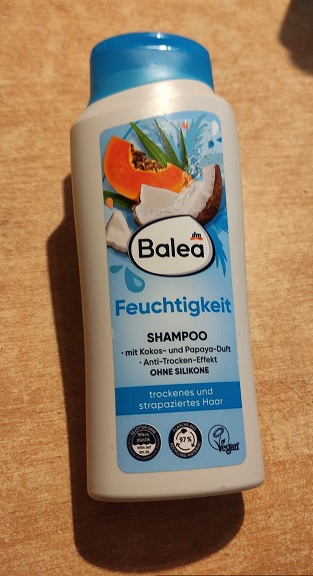 dm
Balea
Feuchtigkeit
SHAMPOO
· mit Kokos- und Papaya-Duft
· Anti-Trocken-Effekt
OHNE SILIKONE
trockenes und
strapaziertes Haar
97%
Vegan